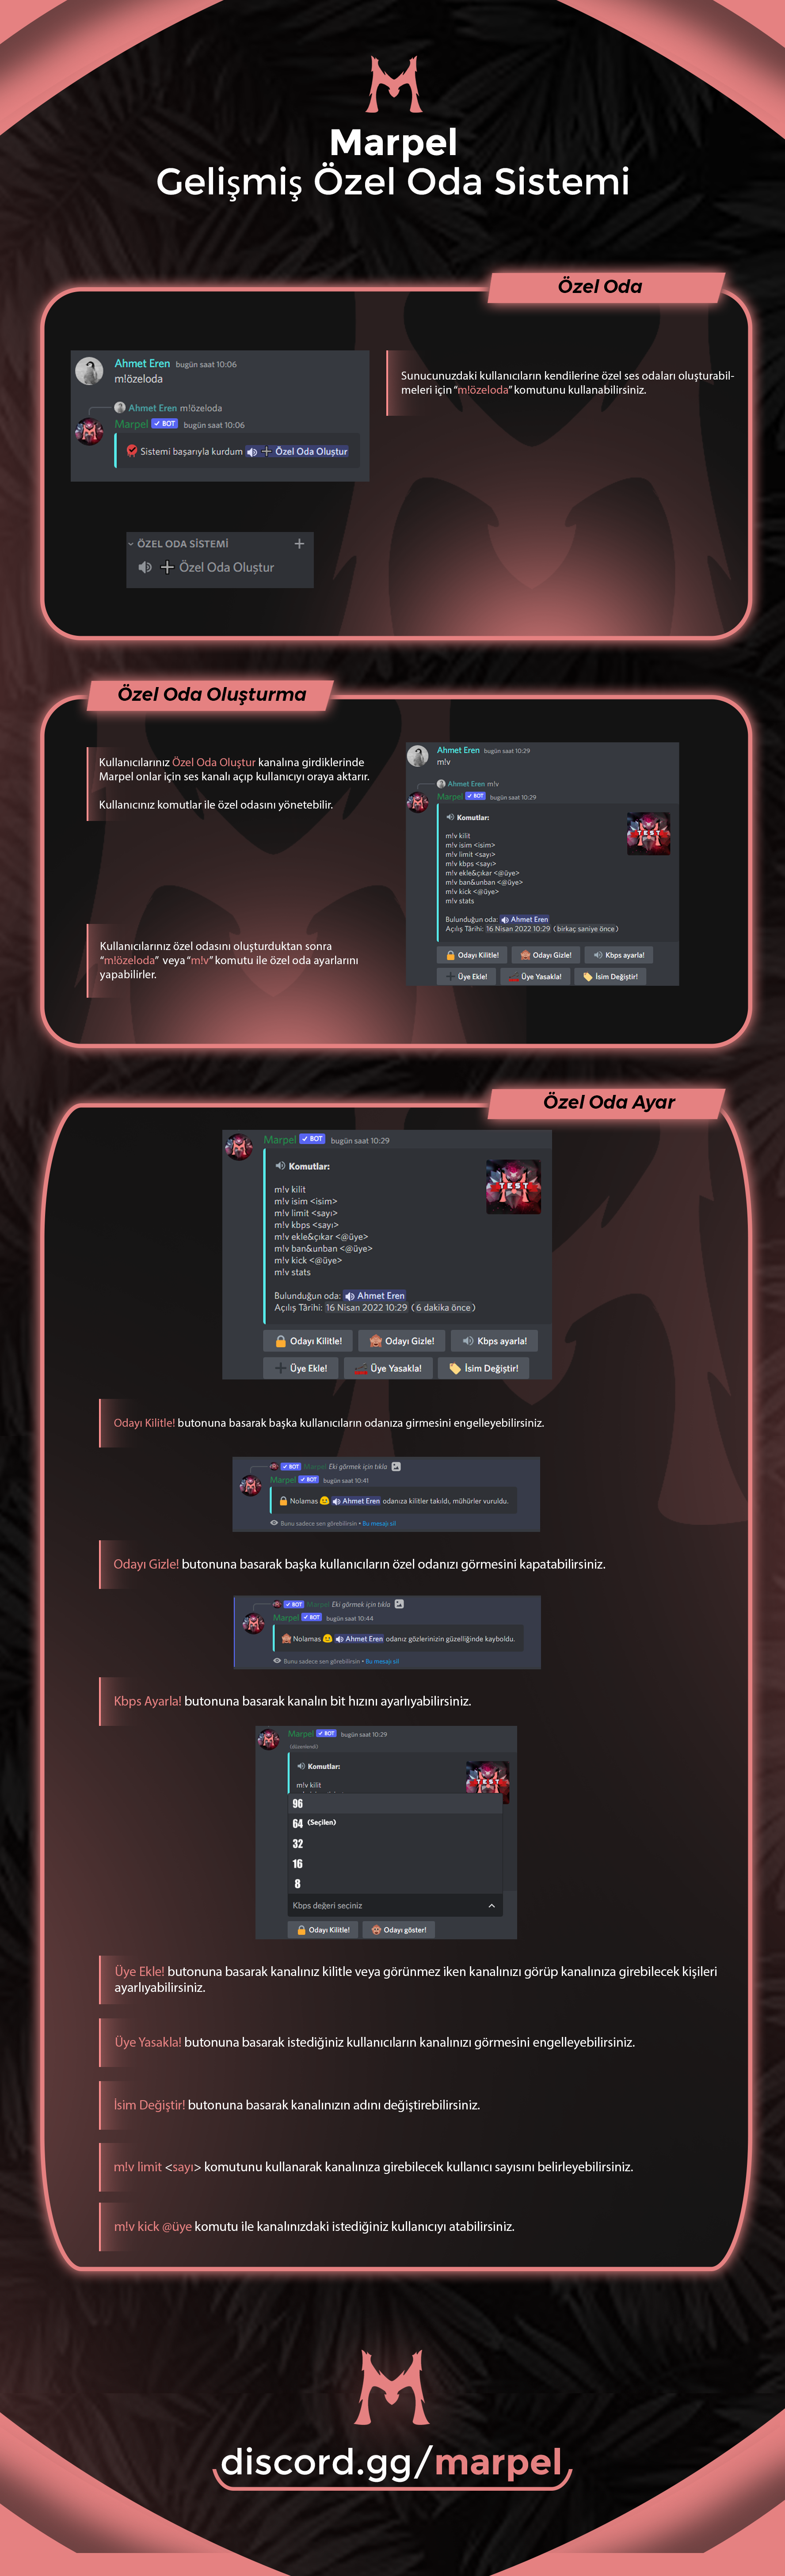 Marpel
Gelişmiş Özel Oda Sistemi
Özel Oda
Ahmet Eren bugün saat 10:06
m!özeloda
Ahmet Eren m!özeloda
Marpel BOT bugün saat 10:06
Sistemi başarıyla kurdum Özel Oda Oluştur
ÖZEL ODA SİSTEMİ
Özel Oda Oluştur
Sunucunuzdaki kullanıcıların kendilerine özel ses odaları oluşturabil-
meleri için “m!özeloda” komutunu kullanabilirsiniz.
Özel Oda Oluşturma
Kullanıcılarınız Özel Oda Oluştur kanalına girdiklerinde
Marpel onlar için ses kanalı açıp kullanıcıyı oraya aktarır.
Kullanıcınız komutlar ile özel odasını yönetebilir.
Kullanıcılarınız özel odasını oluşturduktan sonra
“m!özeloda” veya “m!v” komutu ile özel oda ayarlarını
yapabilirler.
Ahmet Eren bugün saat 10:29
m!v
Ahmet Eren m!v
Marpel BOT bugün saat 10:29
Komutlar:
TEST
m!v kilit
m!v isim <isim>
m!v limit <sayı>
m!v kbps <sayı>
m!v ekle&çıkar <@üye>
m!v ban&unban <@üye>
m!v kick <@üye>
m!v stats
Bulunduğun oda: Ahmet Eren
Açılış Târihi: 16 Nisan 2022 10:29 (birkaç saniye önce)
Odayı Kilitle! Odayı Gizle! Kbps ayarla!
Üye Ekle! Üye Yasakla! İsim Değiştir!
Özel Oda Ayar
Marpel BOT bugün saat 10:29
Komutlar:
TEST
m!v kilit
m!v isim <isim>
m!v limit <sayı>
m!v kbps <sayı>
m!v ekle&çıkar <@üye>
m!v ban&unban <@üye>
m!v kick <@üye>
m!v stats
Bulunduğun oda: Ahmet Eren
Açılış Târihi: 16 Nisan 2022 10:29 (6 dakika önce)
Odayı Kilitle! Odayı Gizle! Kbps ayarla!
Üye Ekle! Üye Yasakla! İsim Değiştir!
Odayı Kilitle! butonuna basarak başka kullanıcıların odanıza girmesini engelleyebilirsiniz.
BOT Marpel Eki görmek için tıkla
Marpel BOT bugün saat 10:41
Nolamas Ahmet Eren odanıza kilitler takıldı, mühürler vuruldu.
Bunu sadece sen görebilirsin • Bu mesajı sil
Odayı Gizle! butonuna basarak başka kullanıcıların özel odanızı görmesini kapatabilirsiniz.
BOT Marpel Eki görmek için tıkla
Marpel BOT bugün saat 10:44
Nolamas Ahmet Eren odanız gözlerinizin güzelliğinde kayboldu.
Bunu sadece sen görebilirsin • Bu mesajı sil
Kbps Ayarla! butonuna basarak kanalın bit hızını ayarlıyabilirsiniz.
Marpel BOT bugün saat 10:29
(düzenlendi)
Komutlar:
TEST
m!v kilit
96
64 (Seçilen)
32
16
8
Kbps değeri seçiniz
Odayı Kilitle! Odayı göster!
Üye Ekle! butonuna basarak kanalınız kilitle veya görünmez iken kanalınızı görüp kanalınıza girebilecek kişileri
ayarlıyabilirsiniz.
Üye Yasakla! butonuna basarak istediğiniz kullanıcıların kanalınızı görmesini engelleyebilirsiniz.
İsim Değiştir! butonuna basarak kanalınızın adını değiştirebilirsiniz.
m!v limit <sayı> komutunu kullanarak kanalınıza girebilecek kullanıcı sayısını belirleyebilirsiniz.
m!v kick @üye komutu ile kanalınızdaki istediğiniz kullanıcıyı atabilirsiniz.
discord.gg/marpel